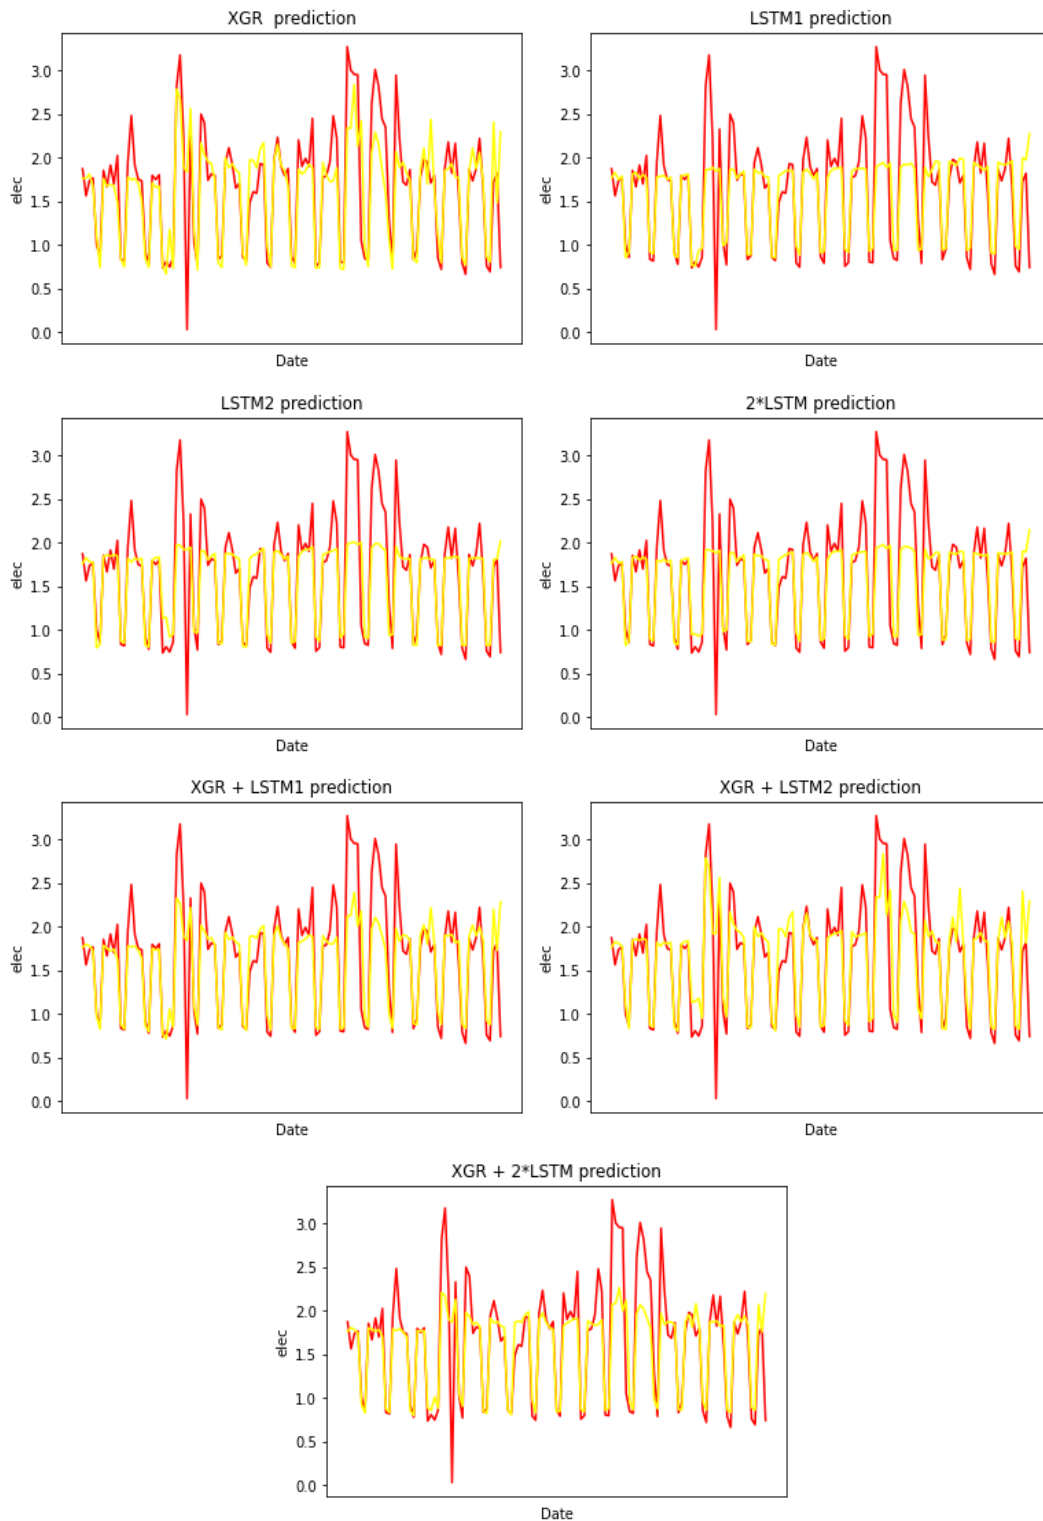 XGR  prediction
3.0
2.5
2.0
1.5
1.0
0.5
0.0
elec
Date
LSTM1 prediction
3.0
2.5
2.0
1.5
1.0
0.5
0.0
elec
Date
LSTM2 prediction
3.0
2.5
2.0
1.5
1.0
0.5
0.0
elec
Date
2*LSTM prediction
3.0
2.5
2.0
1.5
1.0
0.5
0.0
elec
Date
XGR + LSTM1 prediction
3.0
2.5
2.0
1.5
1.0
0.5
0.0
elec
Date
XGR + LSTM2 prediction
3.0
2.5
2.0
1.5
1.0
0.5
0.0
elec
Date
XGR + 2*LSTM prediction
3.0
2.5
2.0
1.5
1.0
0.5
0.0
elec
Date